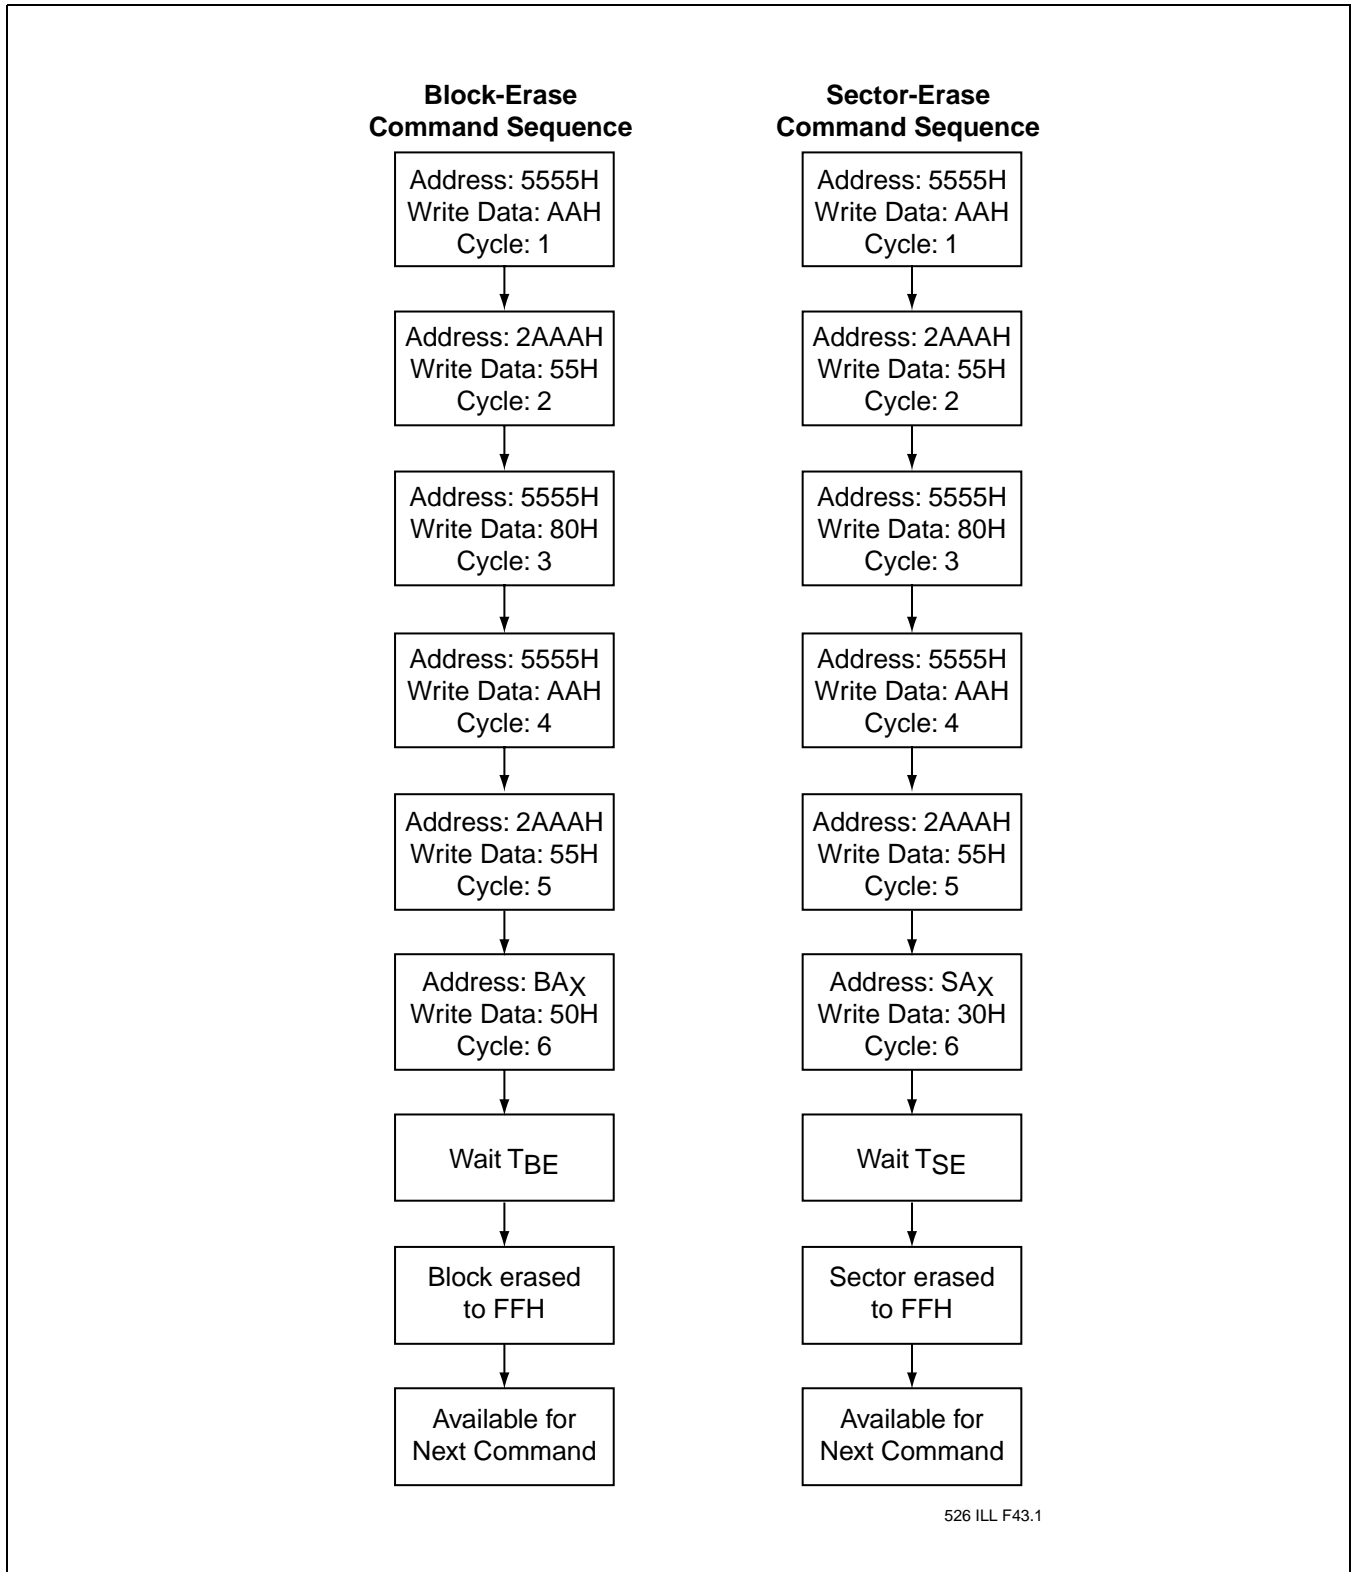 Block-Erase
Command Sequence
Address: 5555H
Write Data: AAH
Cycle: 1
Address: 2AAAH
Write Data: 55H
Cycle: 2
Address: 5555H
Write Data: 80H
Cycle: 3
Address: 5555H
Write Data: AAH
Cycle: 4
Address: 2AAAH
Write Data: 55H
Cycle: 5
Address: BAX
Write Data: 50H
Cycle: 6
Wait TBE
Block erased
to FFH
Available for
Next Command
Sector-Erase
Command Sequence
Address: 5555H
Write Data: AAH
Cycle: 1
Address: 2AAAH
Write Data: 55H
Cycle: 2
Address: 5555H
Write Data: 80H
Cycle: 3
Address: 5555H
Write Data: AAH
Cycle: 4
Address: 2AAAH
Write Data: 55H
Cycle: 5
Address: SAX
Write Data: 30H
Cycle: 6
Wait TSE
Sector erased
to FFH
Available for
Next Command
526 ILL F43.1